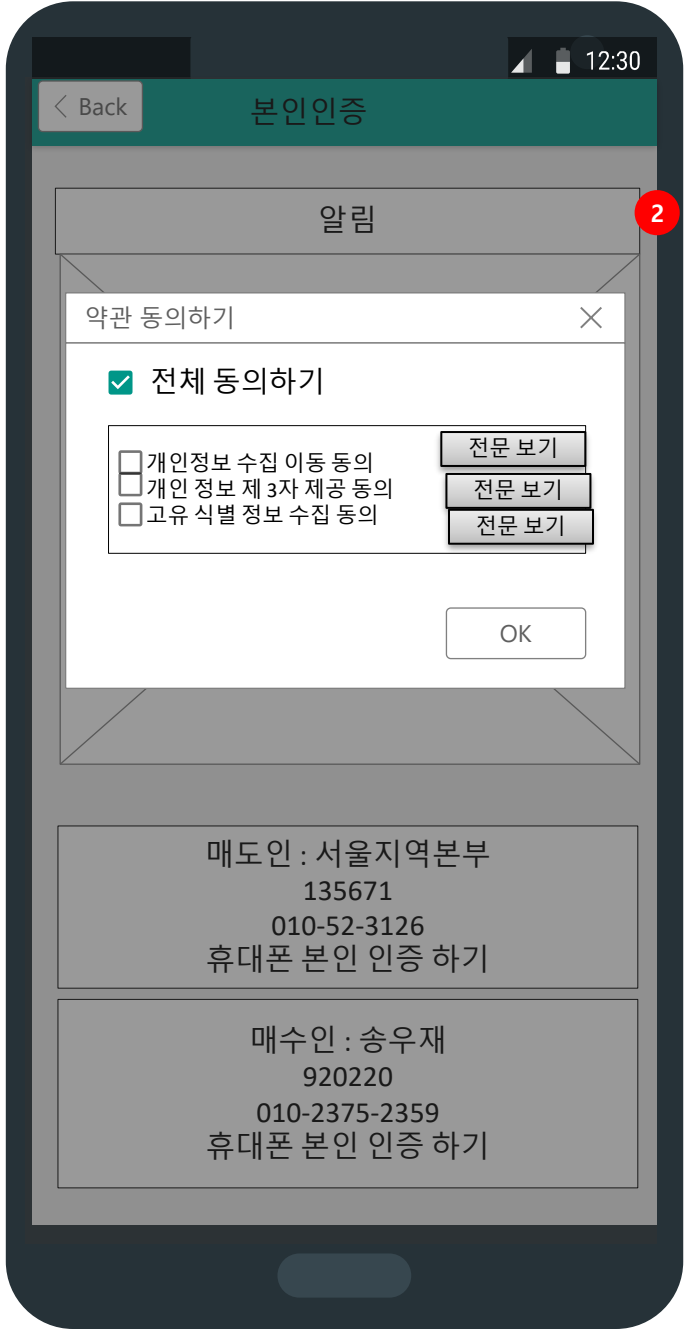 12:30
< Back
본인인증
알림
2
약관 동의하기
전체 동의하기
개인정보 수집 이동 동의 전문 보기
개인 정보 제 3자 제공 동의 전문 보기
고유 식별 정보 수집 동의 전문 보기
OK
매도인 : 서울지역본부
135671
010-52-3126
휴대폰 본인 인증 하기
매수인 : 송우재
920220
010-2375-2359
휴대폰 본인 인증 하기